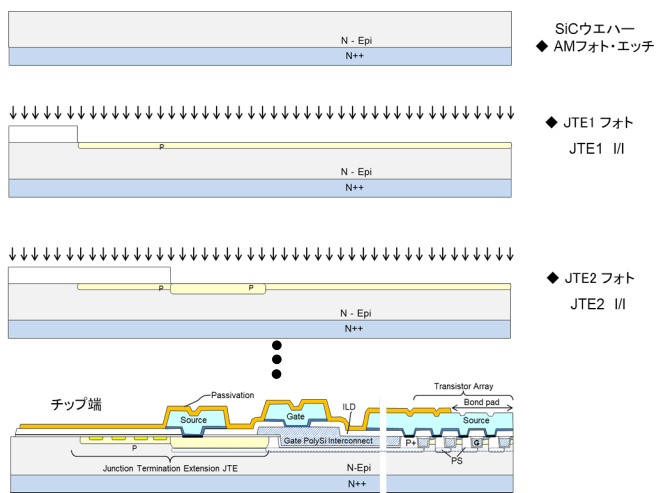 SiCウエハー
◆ AMフォト・エッチ
N - Epi
N++
◆ JTE1 フォト
JTE1 I/I
P
N - Epi
N++
◆ JTE2 フォト
JTE2 I/I
P
P
N - Epi
N++
チップ端
Passivation
Source
Gate
ILD
Transistor Array
Bond pad
Source
Gate PolySi Interconnect
P+
G
PS
P
Junction Termination Extension JTE
N-Epi
N++